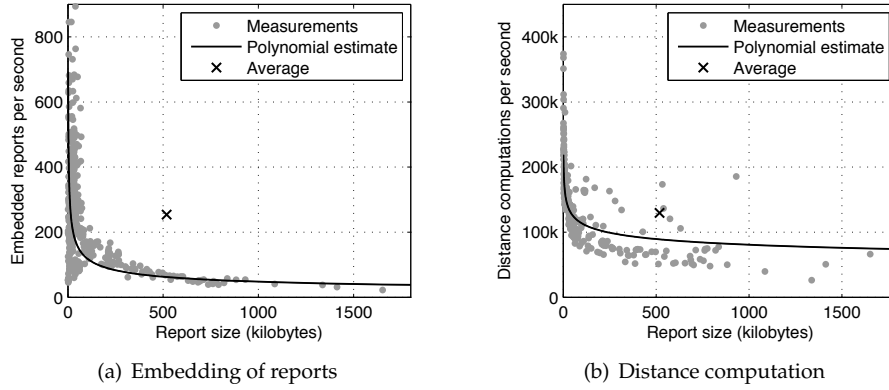 Embedded reports per second
800
600
400
200
0
0
500
1000
1500
Report size (kilobytes)
Measurements
Polynomial estimate
Average
(a) Embedding of reports
Distance computations per second
400k
300k
200k
100k
0
0
500
1000
1500
Report size (kilobytes)
Measurements
Polynomial estimate
Average
(b) Distance computation